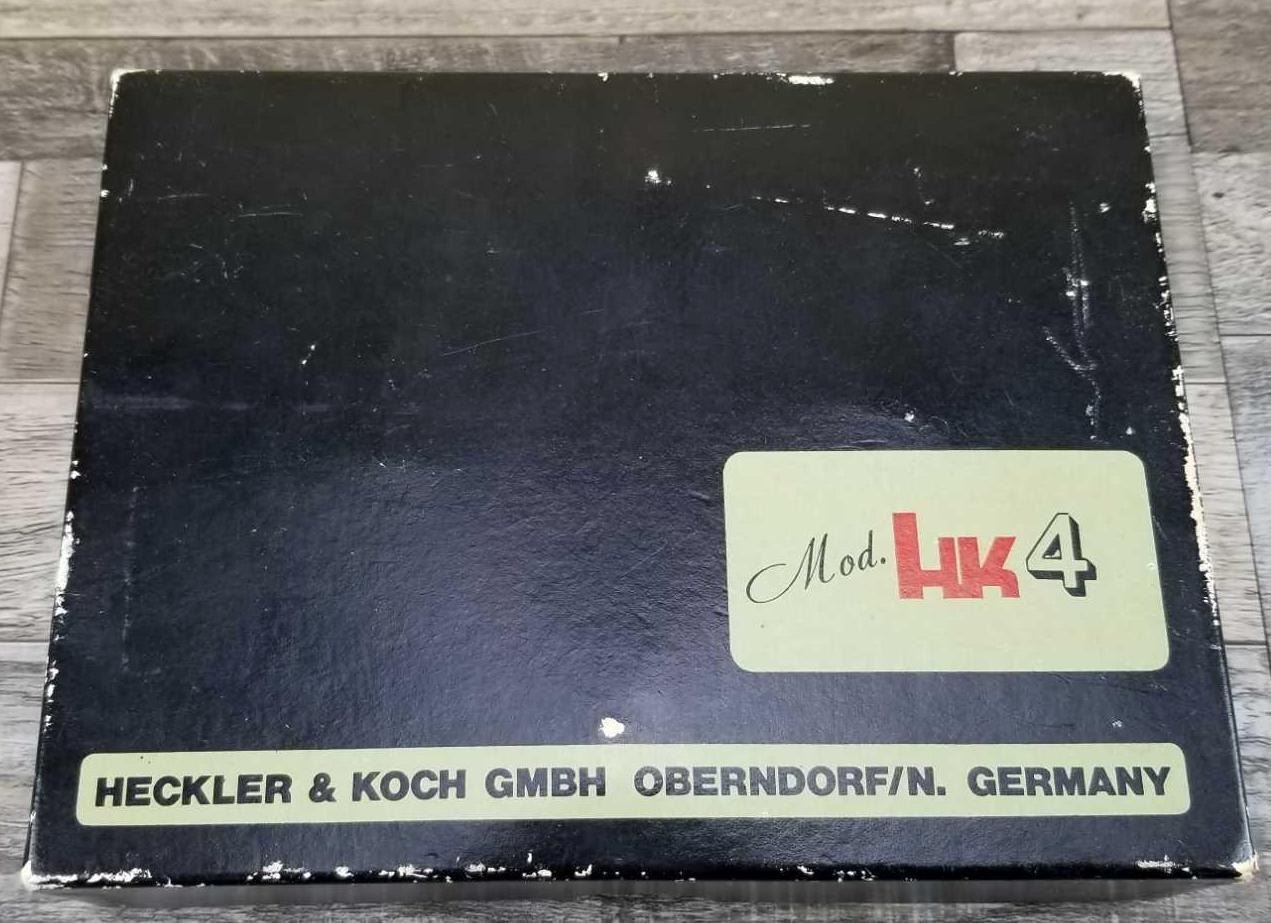 Mod. HK 4
HECKLER & KOCH GMBH OBERNDORF/N. GERMANY